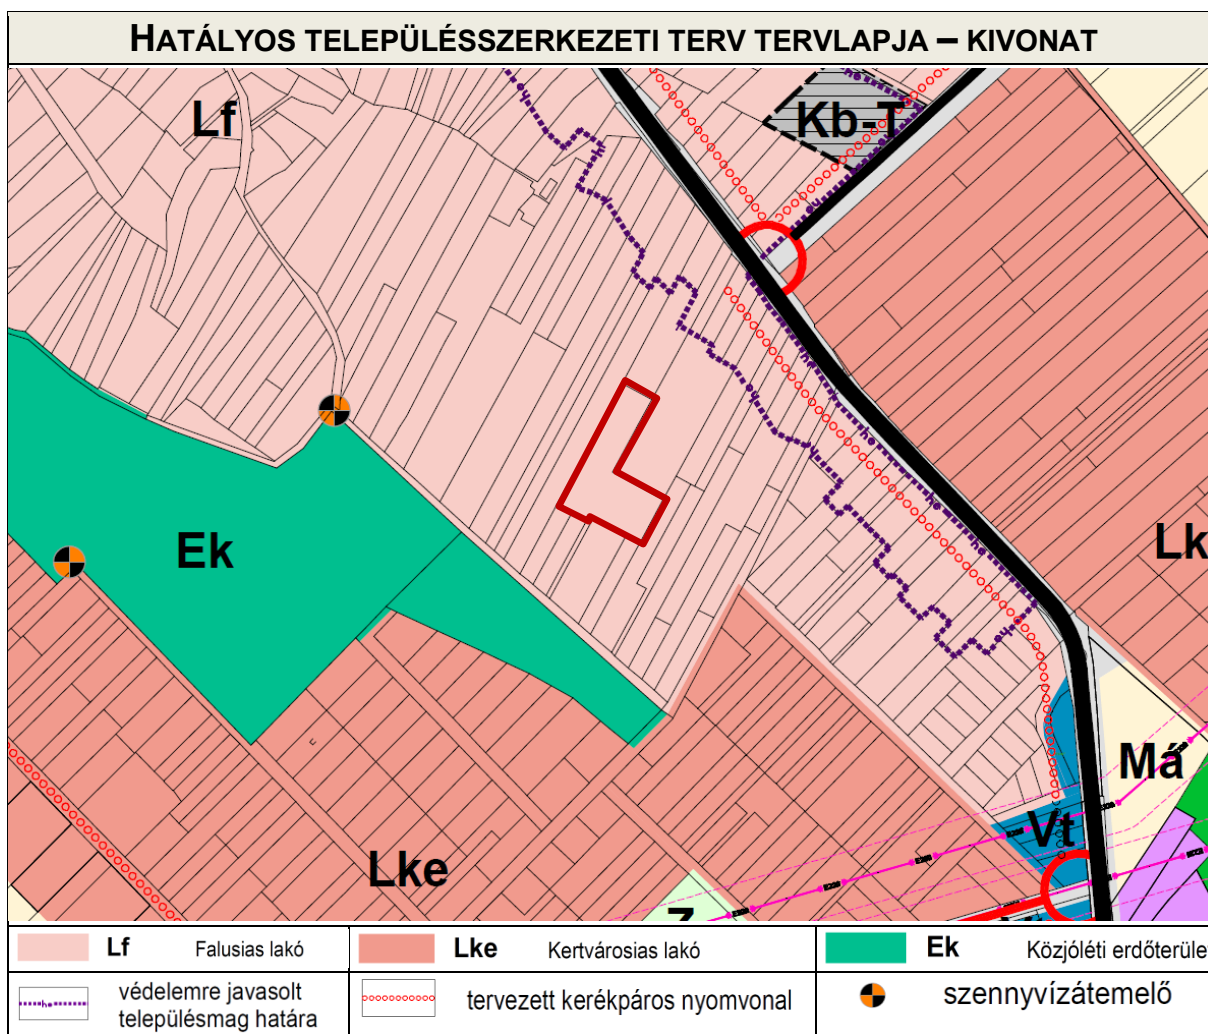 HATÁLYOS TELEPÜLÉSSZERKEZETI TERV TERVLAPJA – KIVONAT
Lf
Kb-T
Ek
Lk
Má
Vt
Lke
Z
Lf Falusias lakó
Lke Kertvárosias lakó
Ek Közjóléti erdőterüle
védelemre javasolt
településmag határa
tervezett kerékpáros nyomvonal
szennyvízátemelő